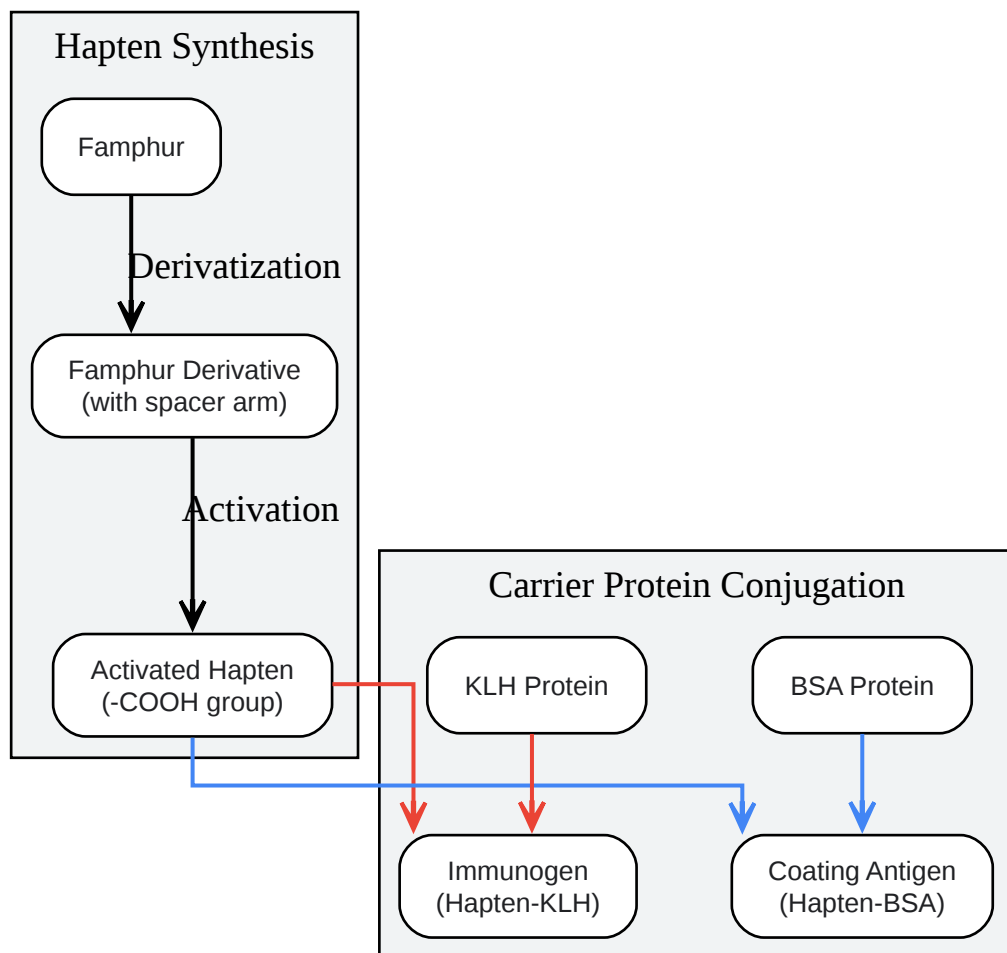 Hapten Synthesis
Famphur
Derivatization
Famphur Derivative
(with spacer arm)
Activation
Activated Hapten
(-COOH group)
Carrier Protein Conjugation
KLH Protein
BSA Protein
Immunogen
(Hapten-KLH)
Coating Antigen
(Hapten-BSA)